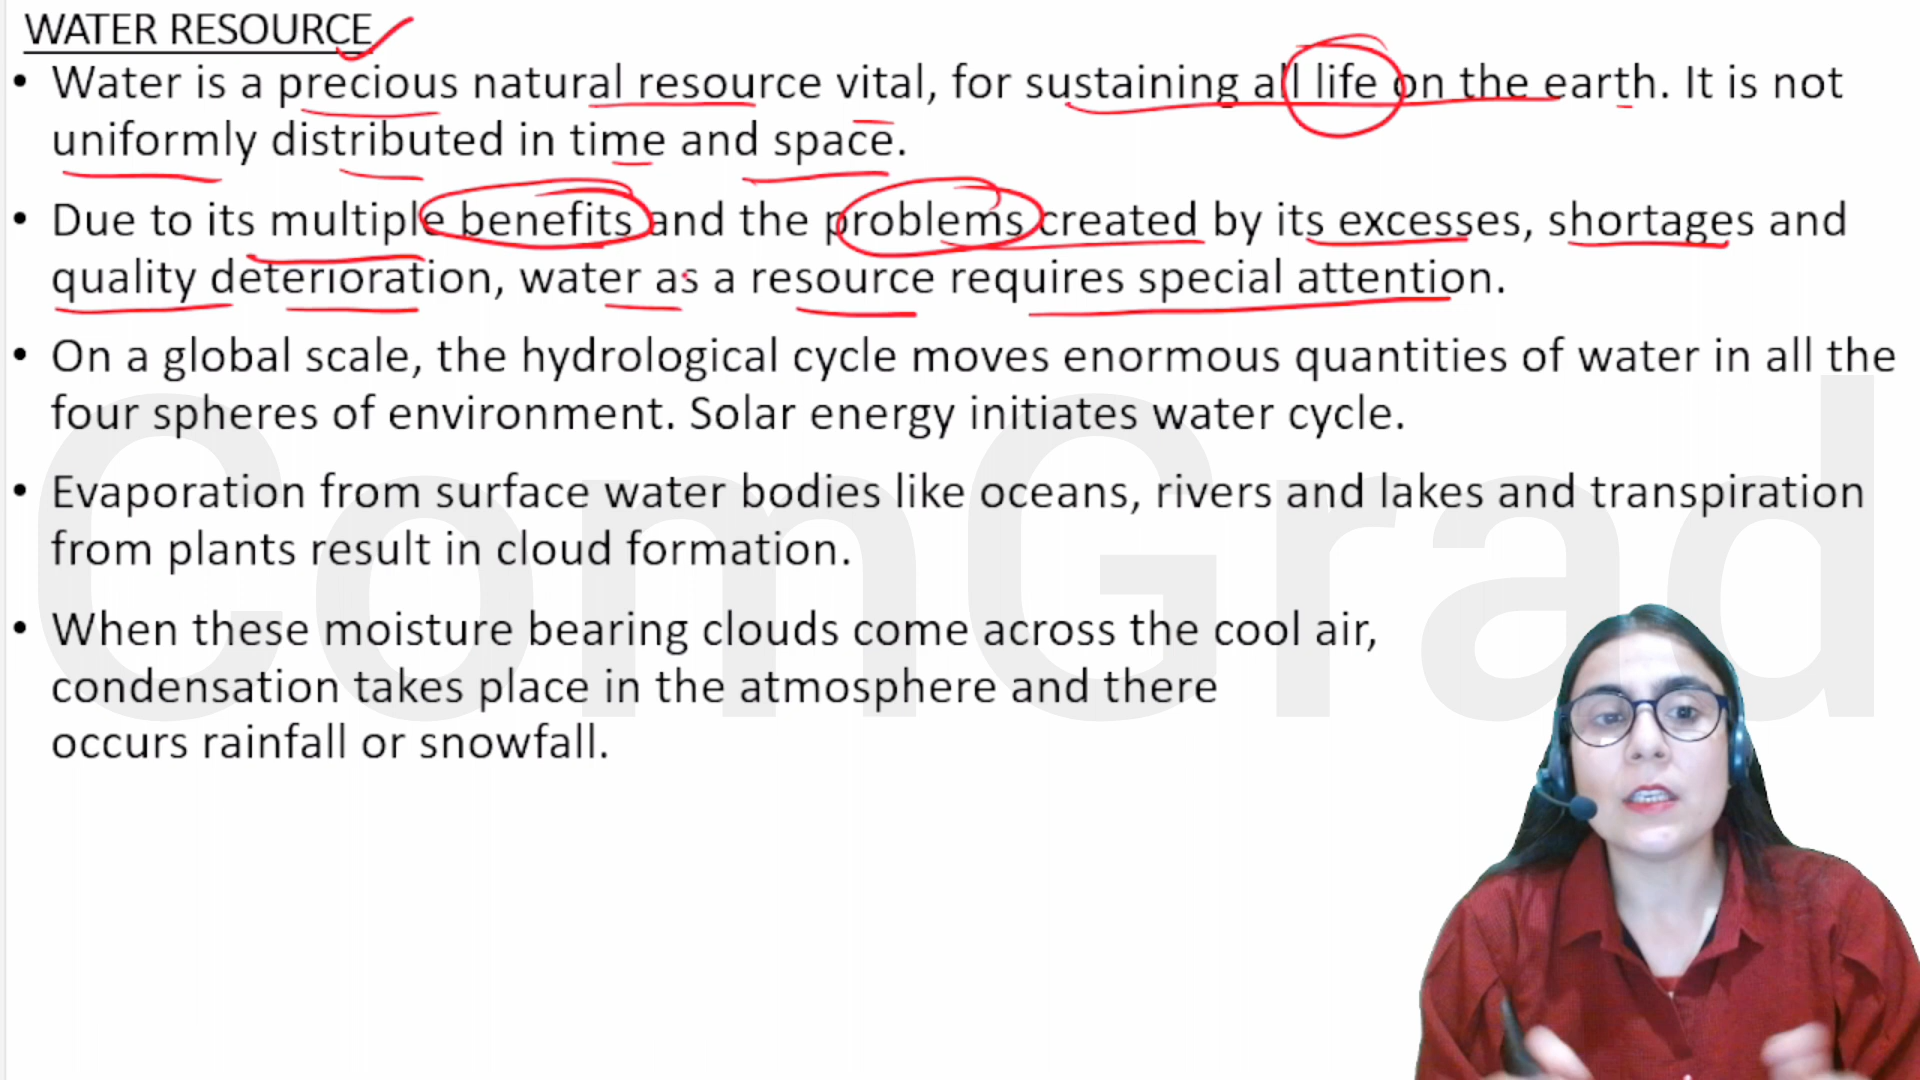 WATER RESOURCE
• Water is a precious natural resource vital, for sustaining all life on the earth. It is not
uniformly distributed in time and space.
• Due to its multiple benefits and the problems created by its excesses, shortages and
quality deterioration, water as a resource requires special attention.
• On a global scale, the hydrological cycle moves enormous quantities of water in all the
four spheres of environment. Solar energy initiates water cycle.
• Evaporation from surface water bodies like oceans, rivers and lakes and transpiration
from plants result in cloud formation.
• When these moisture bearing clouds come across the cool air,
condensation takes place in the atmosphere and there
occurs rainfall or snowfall.
ComGrad